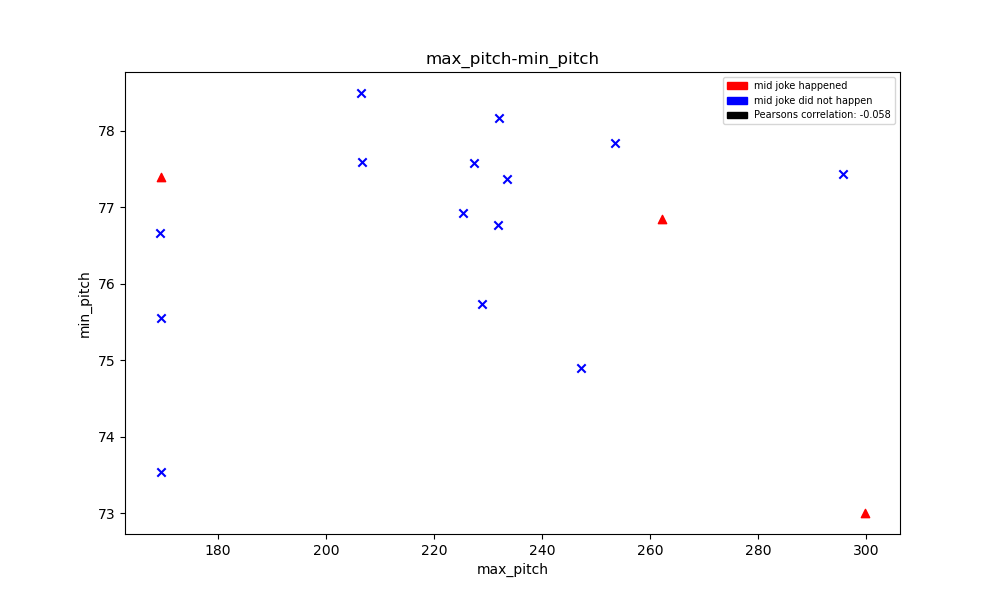 max_pitch-min_pitch
mid joke happened
mid joke did not happen
Pearsons correlation: -0.058
78
77
76
75
74
73
min_pitch
180 200 220 240 260 280 300
max_pitch